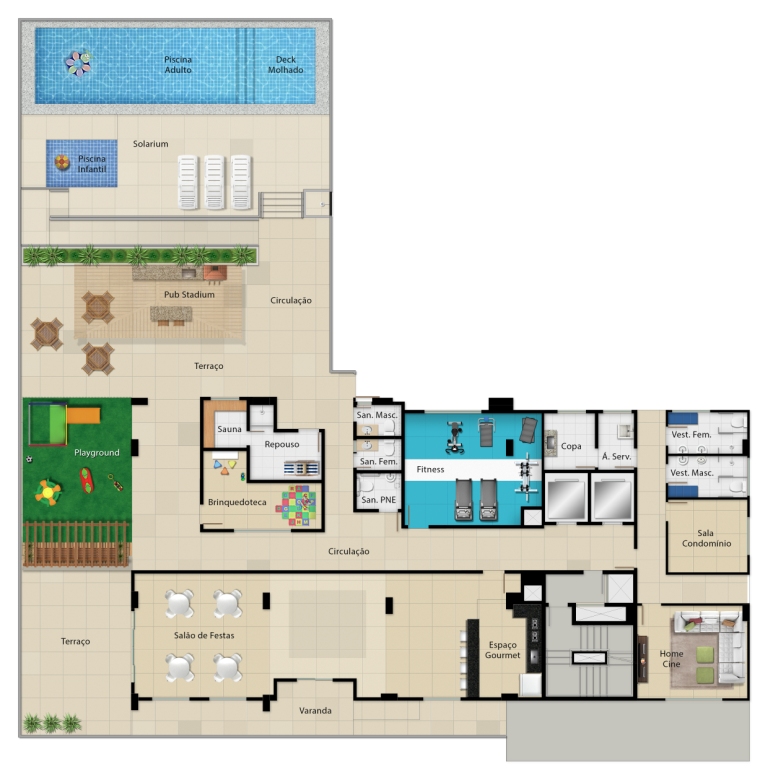 Piscina
Adulto
Deck
Molhado
Solarium
Piscina
Infantil
Pub Stadium
Circulação
Terraço
San. Masc.
Sauna
Repouso
Vest. Fem.
Copa
Playground
San. Fem.
Fitness
Á. Serv.
Vest. Masc.
Brinquedoteca
San. PNE
Sala
Condomínio
Circulação
Terraço
Salão de Festas
Espaço
Gourmet
Home
Cine
Varanda